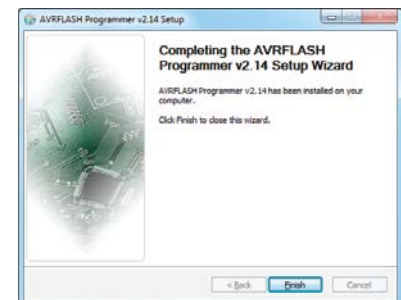 AVRFLASH Programmer v2.14 Setup
Completing the AVRFLASH
Programmer v2.14 Setup Wizard
AVRFLASH Programmer v2.14 has been installed on your
computer.
Click Finish to close this wizard.
< Back
Finish
Cancel